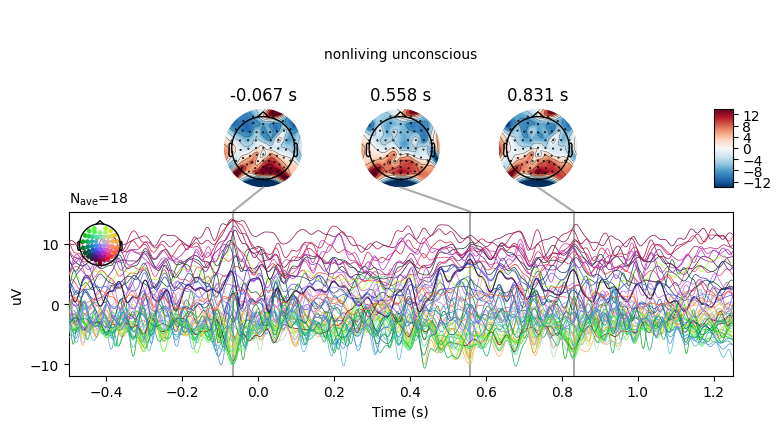 nonliving unconscious
-0.067 s 0.558 s 0.831 s
12
8
4
0
−4
−8
−12
Nave=18
10
0
−10
uV
−0.4 −0.2 0.0 0.2 0.4 0.6 0.8 1.0 1.2
Time (s)